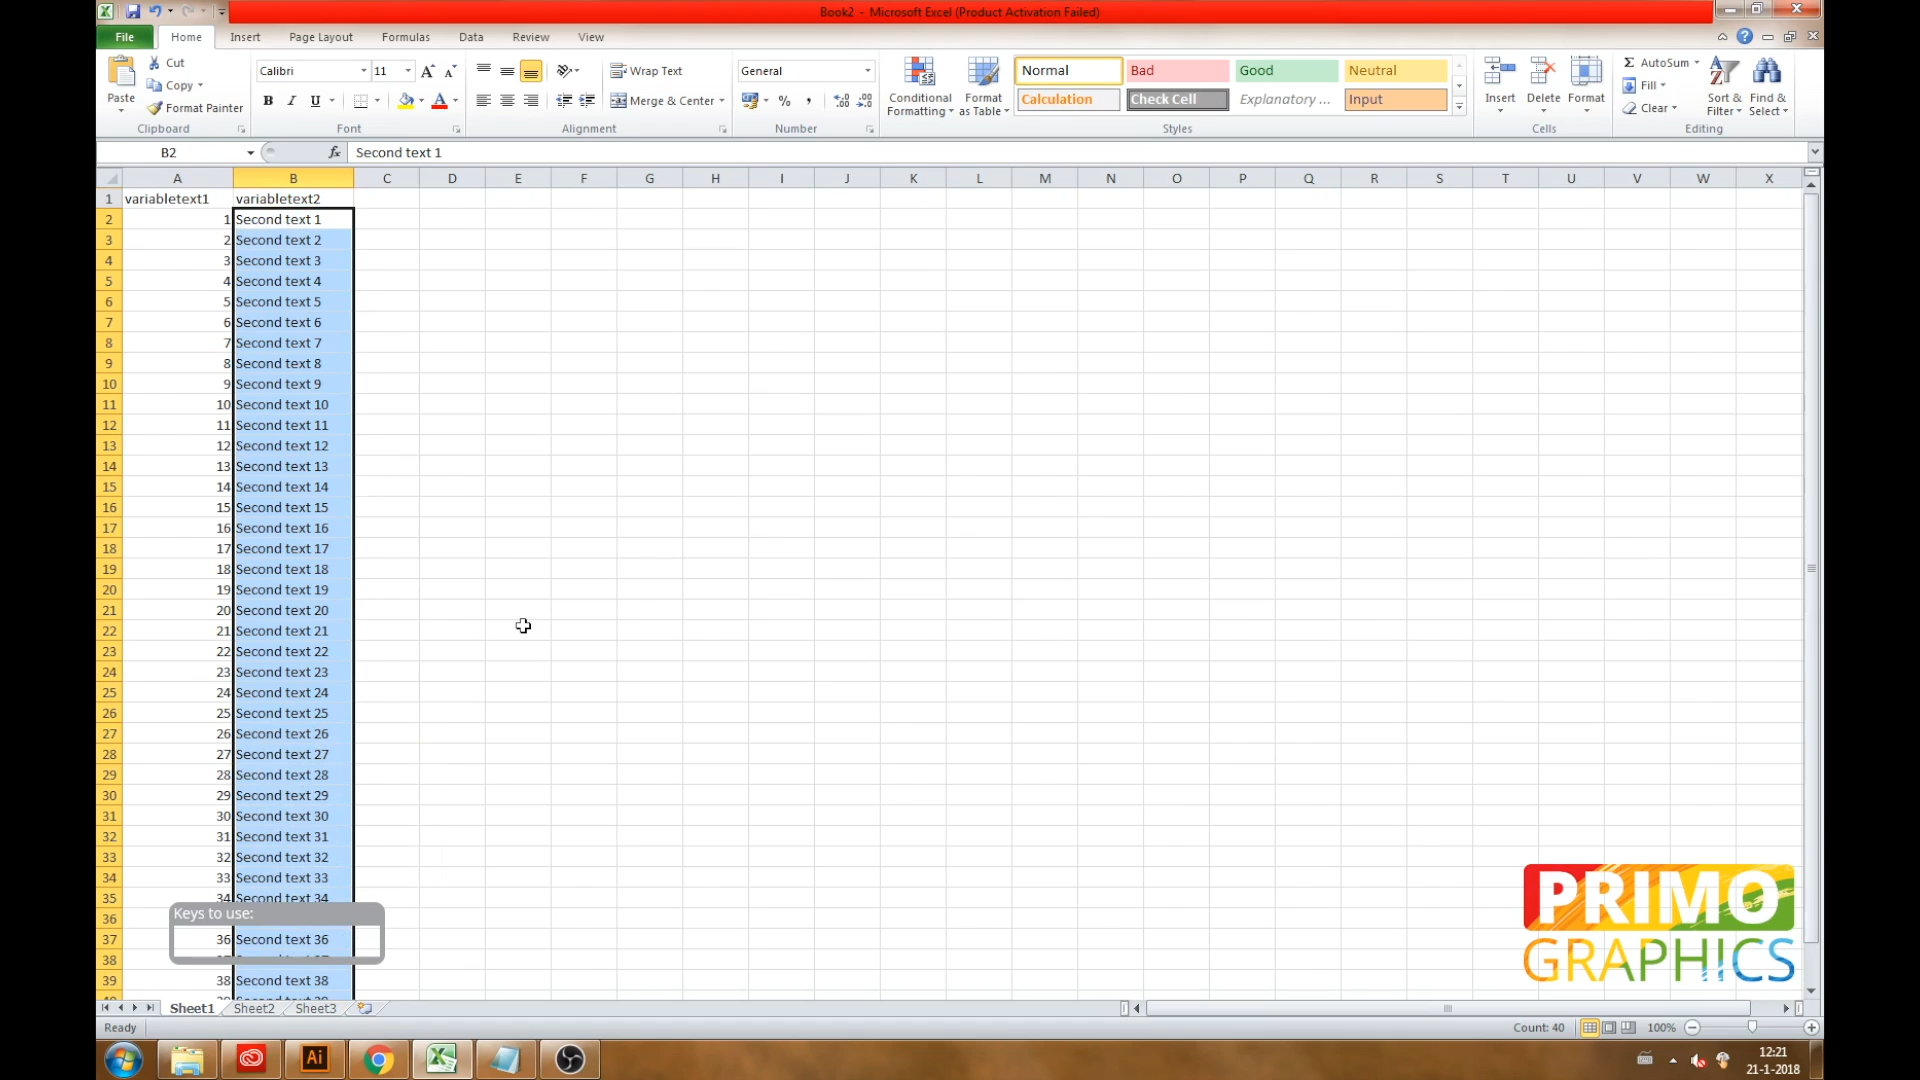 Book2 - Microsoft Excel (Product Activation Failed)
File Home Insert Page Layout Formulas Data Review View
Paste
Cut
Copy
Format Painter
Clipboard
Calibri 11
B I U
Font
Wrap Text
Merge & Center
Alignment
General
Number
Conditional Formatting
Format as Table
Normal Bad Good Neutral
Calculation Check Cell Explanatory ... Input
Styles
Insert Delete Format
Cells
Σ AutoSum
Fill
Clear
Sort & Filter
Find & Select
Editing
B2 fx Second text 1
A B C D E F G H I J K L M N O P Q R S T U V W X
1 variabletext1 variabletext2
2 1 Second text 1
3 2 Second text 2
4 3 Second text 3
5 4 Second text 4
6 5 Second text 5
7 6 Second text 6
8 7 Second text 7
9 8 Second text 8
10 9 Second text 9
11 10 Second text 10
12 11 Second text 11
13 12 Second text 12
14 13 Second text 13
15 14 Second text 14
16 15 Second text 15
17 16 Second text 16
18 17 Second text 17
19 18 Second text 18
20 19 Second text 19
21 20 Second text 20
22 21 Second text 21
23 22 Second text 22
24 23 Second text 23
25 24 Second text 24
26 25 Second text 25
27 26 Second text 26
28 27 Second text 27
29 28 Second text 28
30 29 Second text 29
31 30 Second text 30
32 31 Second text 31
33 32 Second text 32
34 33 Second text 33
35 34 Second text 34
36
Keys to use:
37 36 Second text 36
38
39 38 Second text 38
PRIMO
GRAPHICS
Sheet1 Sheet2 Sheet3
Ready Count: 40 100%
Ai
12:21
21-1-2018